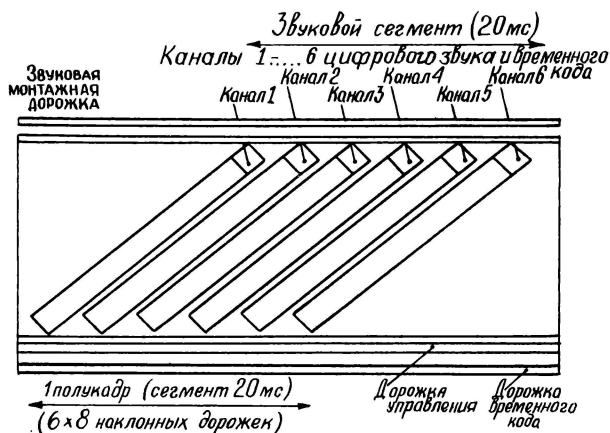 Звуковой сегмент (20мс)
Каналы 1-....6 цифрового звука и временного кода
Звуковая
монтажная
дорожка
Канал 1
Канал 2
Канал 3
Канал 4
Канал 5
Канал 6
1 полукадр (сегмент 20 мс)
(6×8 наклонных дорожек)
Дорожка
управления
Дорожка
временного
кода